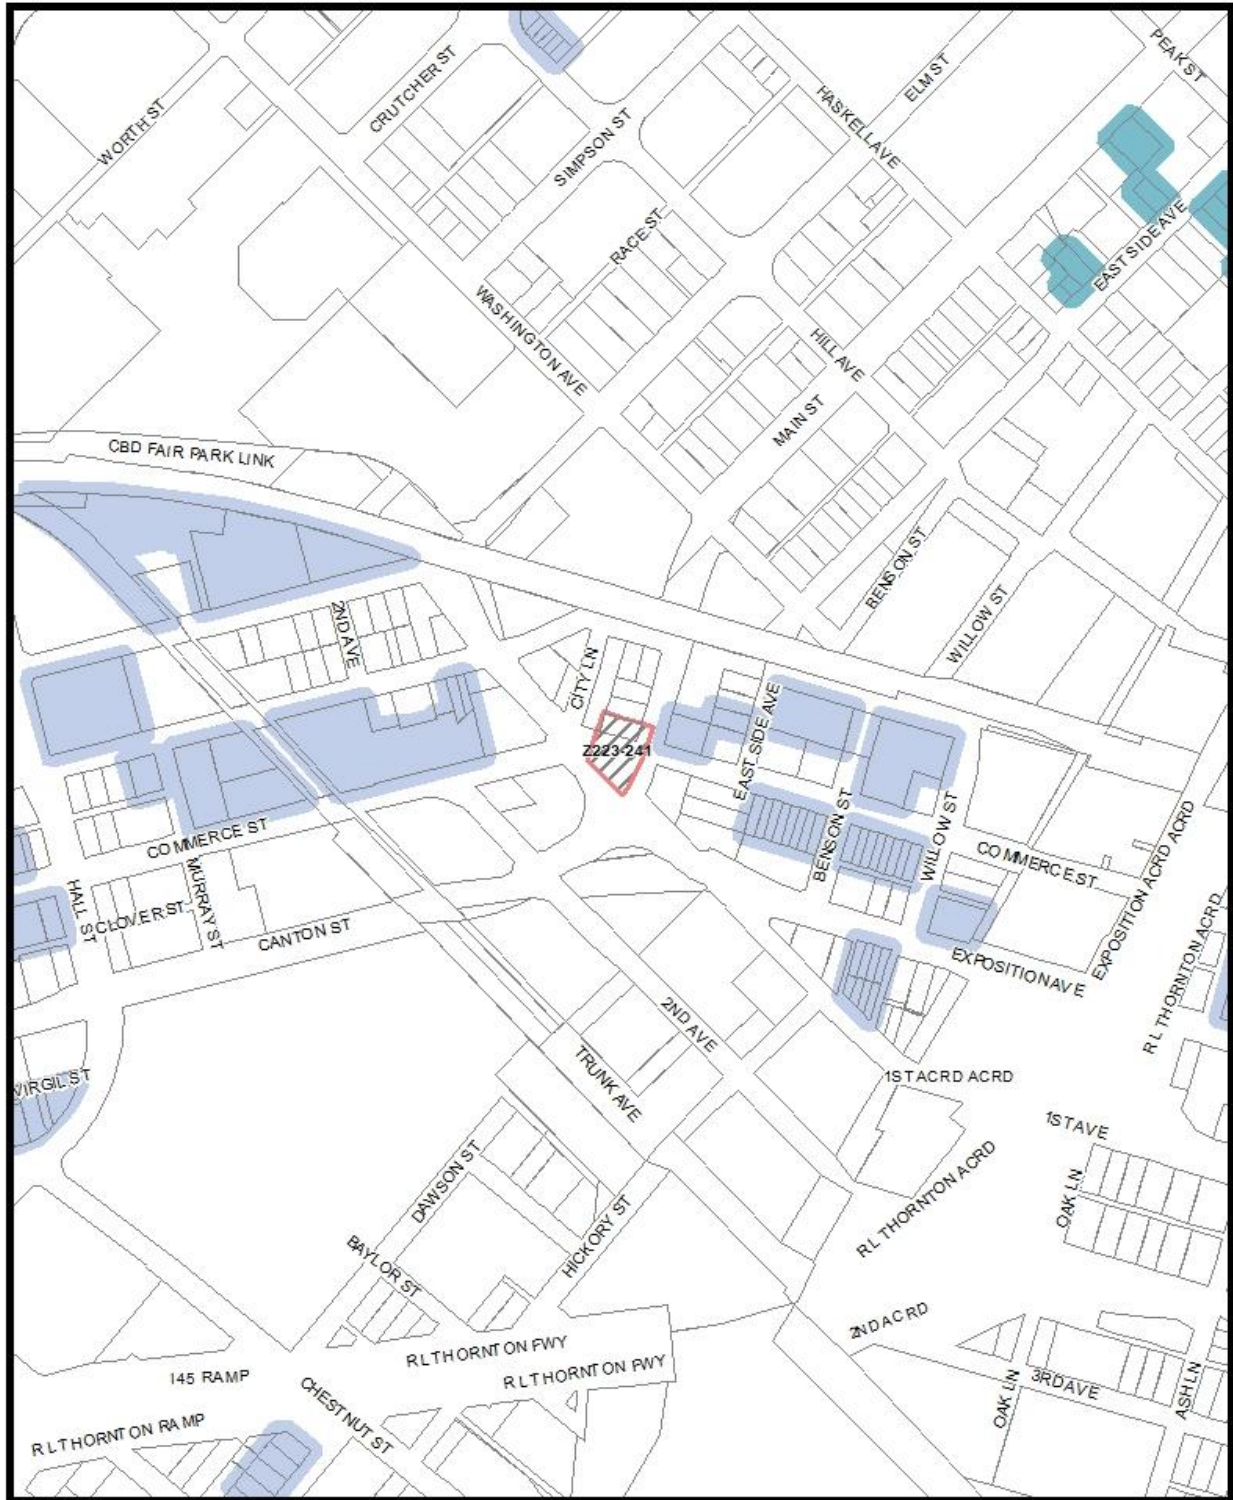 PEAK ST
CRUTCHER ST
ELM ST
HASKELL AVE
WORTH ST
SIMPSON ST
RACE ST
EAST SIDE AVE
WASHINGTON AVE
HILL AVE
MAIN ST
CBD FAIR PARK LINK
BENSON ST
WILLOW ST
2ND AVE
CITY LN
EAST SIDE AVE
Z223-241
COMMERCE ST
BENSON ST
WILLOW ST
COMMERCE ST
EXPOSITION ACRD ACRD
HALL ST
MURRAY ST
CLOVER ST
CANTON ST
EXPOSITION AVE
R L THORNTON ACRD
2ND AVE
TRUNK AVE
VIRGIL ST
1ST ACRD ACRD
1ST AVE
DAWSON ST
OAK LN
R L THORNTON ACRD
HICKORY ST
BAYLOR ST
2ND ACRD
R L THORNTON FWY
R L THORNTON FWY
I45 RAMP
3RD AVE
OAK LN
ASH LN
CHESTNUT ST
R L THORNTON RAMP